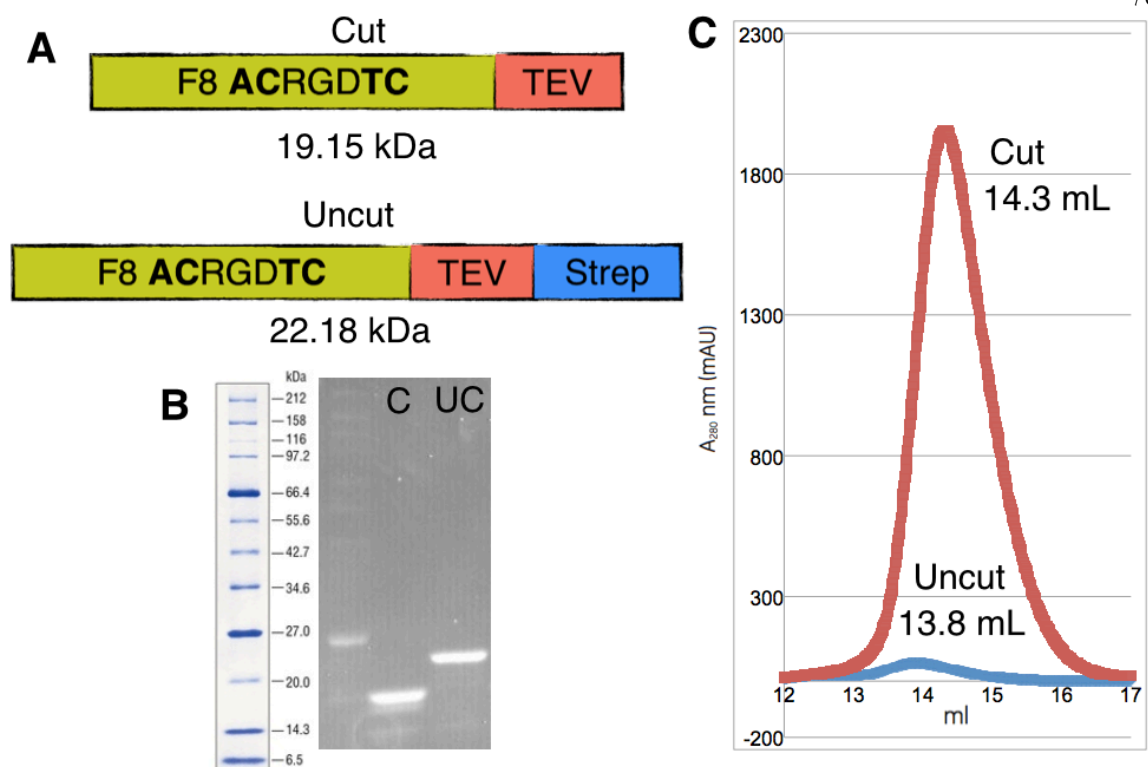 A
Cut
F8 ACRGDTC TEV
19.15 kDa
Uncut
F8 ACRGDTC TEV Strep
22.18 kDa
B
kDa
212
158
116
97.2
66.4
55.6
42.7
34.6
27.0
20.0
14.3
6.5
C UC
C
2300
1800
1300
800
300
-200
A280 nm (mAU)
Cut
14.3 mL
Uncut
13.8 mL
12 13 14 15 16 17
ml